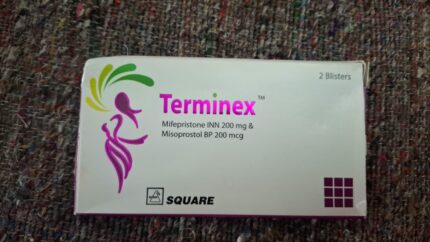 2 Blisters
Terminex™
Mifepristone INN 200 mg &
Misoprostol BP 200 mcg
SQUARE